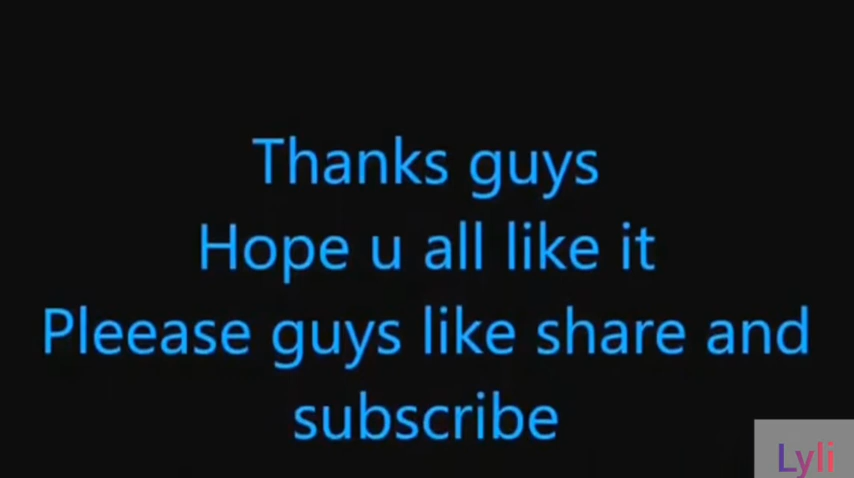 Thanks guys
Hope u all like it
Pleease guys like share and
subscribe
Lyli